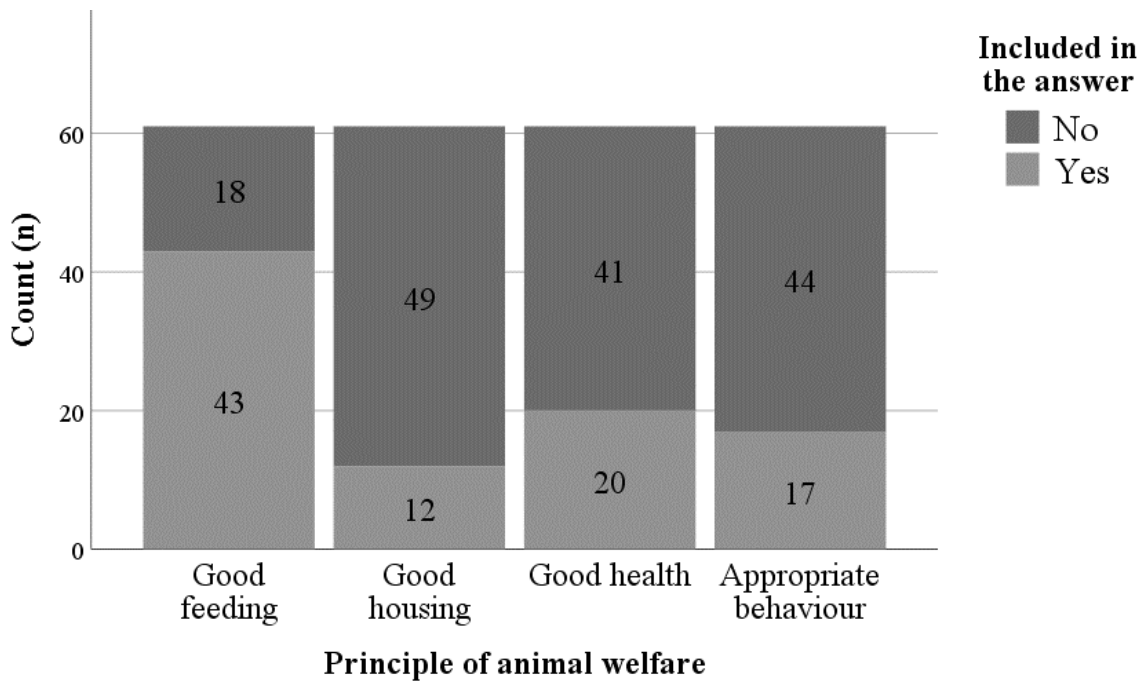 Included in
the answer
No
Yes
Count (n)
60
40
20
0
18
43
49
12
41
20
44
17
Good
feeding
Good
housing
Good health
Appropriate
behaviour
Principle of animal welfare